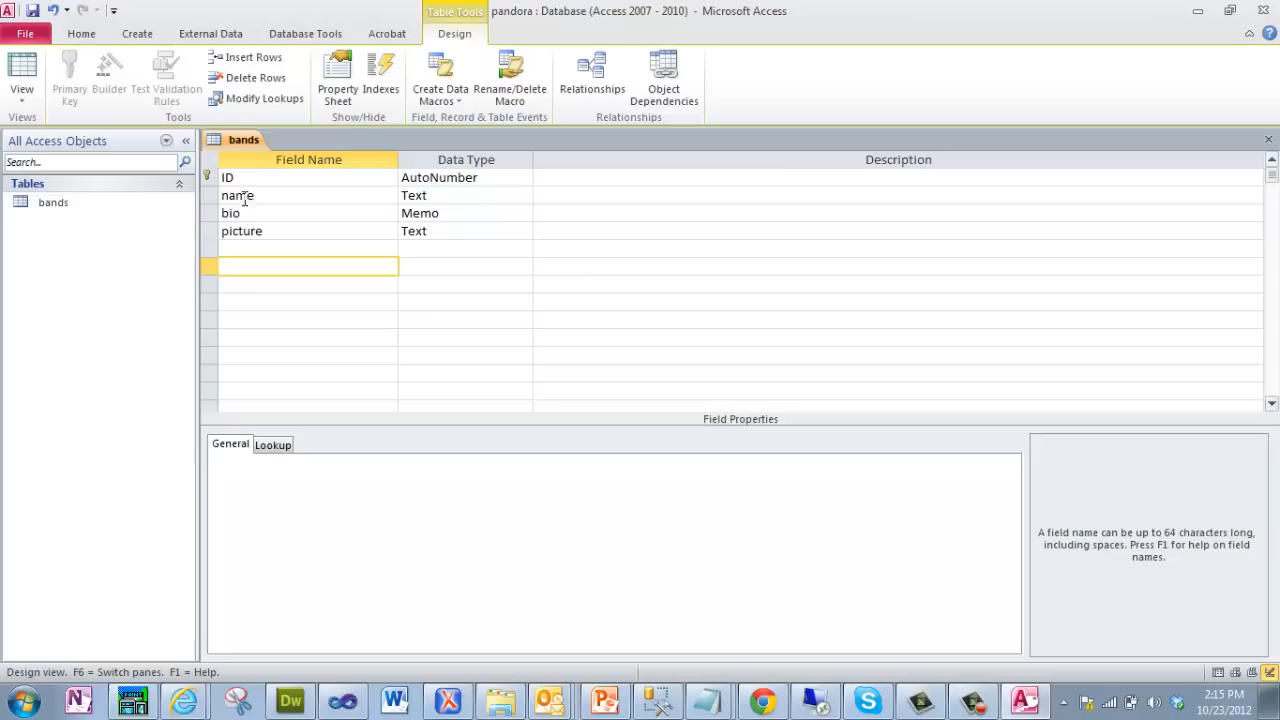 Table Tools
pandora : Database (Access 2007 - 2010) - Microsoft Access
File
Home
Create
External Data
Database Tools
Acrobat
Design
View
Primary Key
Builder
Test Validation Rules
Insert Rows
Delete Rows
Modify Lookups
Property Sheet
Indexes
Create Data Macros
Rename/Delete Macro
Relationships
Object Dependencies
Views
Tools
Show/Hide
Field, Record & Table Events
Relationships
All Access Objects
Search...
Tables
bands
bands
Field Name
Data Type
Description
ID
AutoNumber
name
Text
bio
Memo
picture
Text
Field Properties
General
Lookup
A field name can be up to 64 characters long,
including spaces. Press F1 for help on field
names.
Design view. F6 = Switch panes. F1 = Help.
2:15 PM
10/23/2012